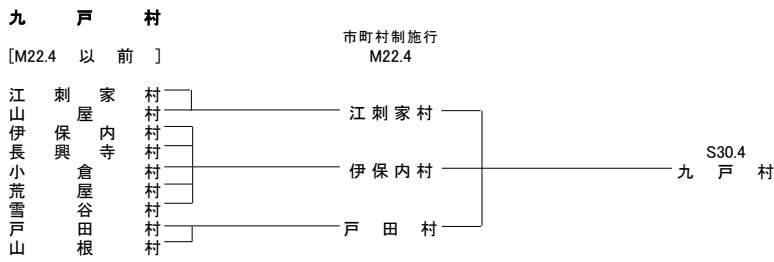 九戸村
市町村制施行
[M22.4 以前 ]
M22.4
江刺家村
山屋村
江刺家村
伊保内村
長興寺村
S30.4
小倉村
伊保内村
九戸村
荒屋村
雪谷村
戸田村
戸田村
山根村